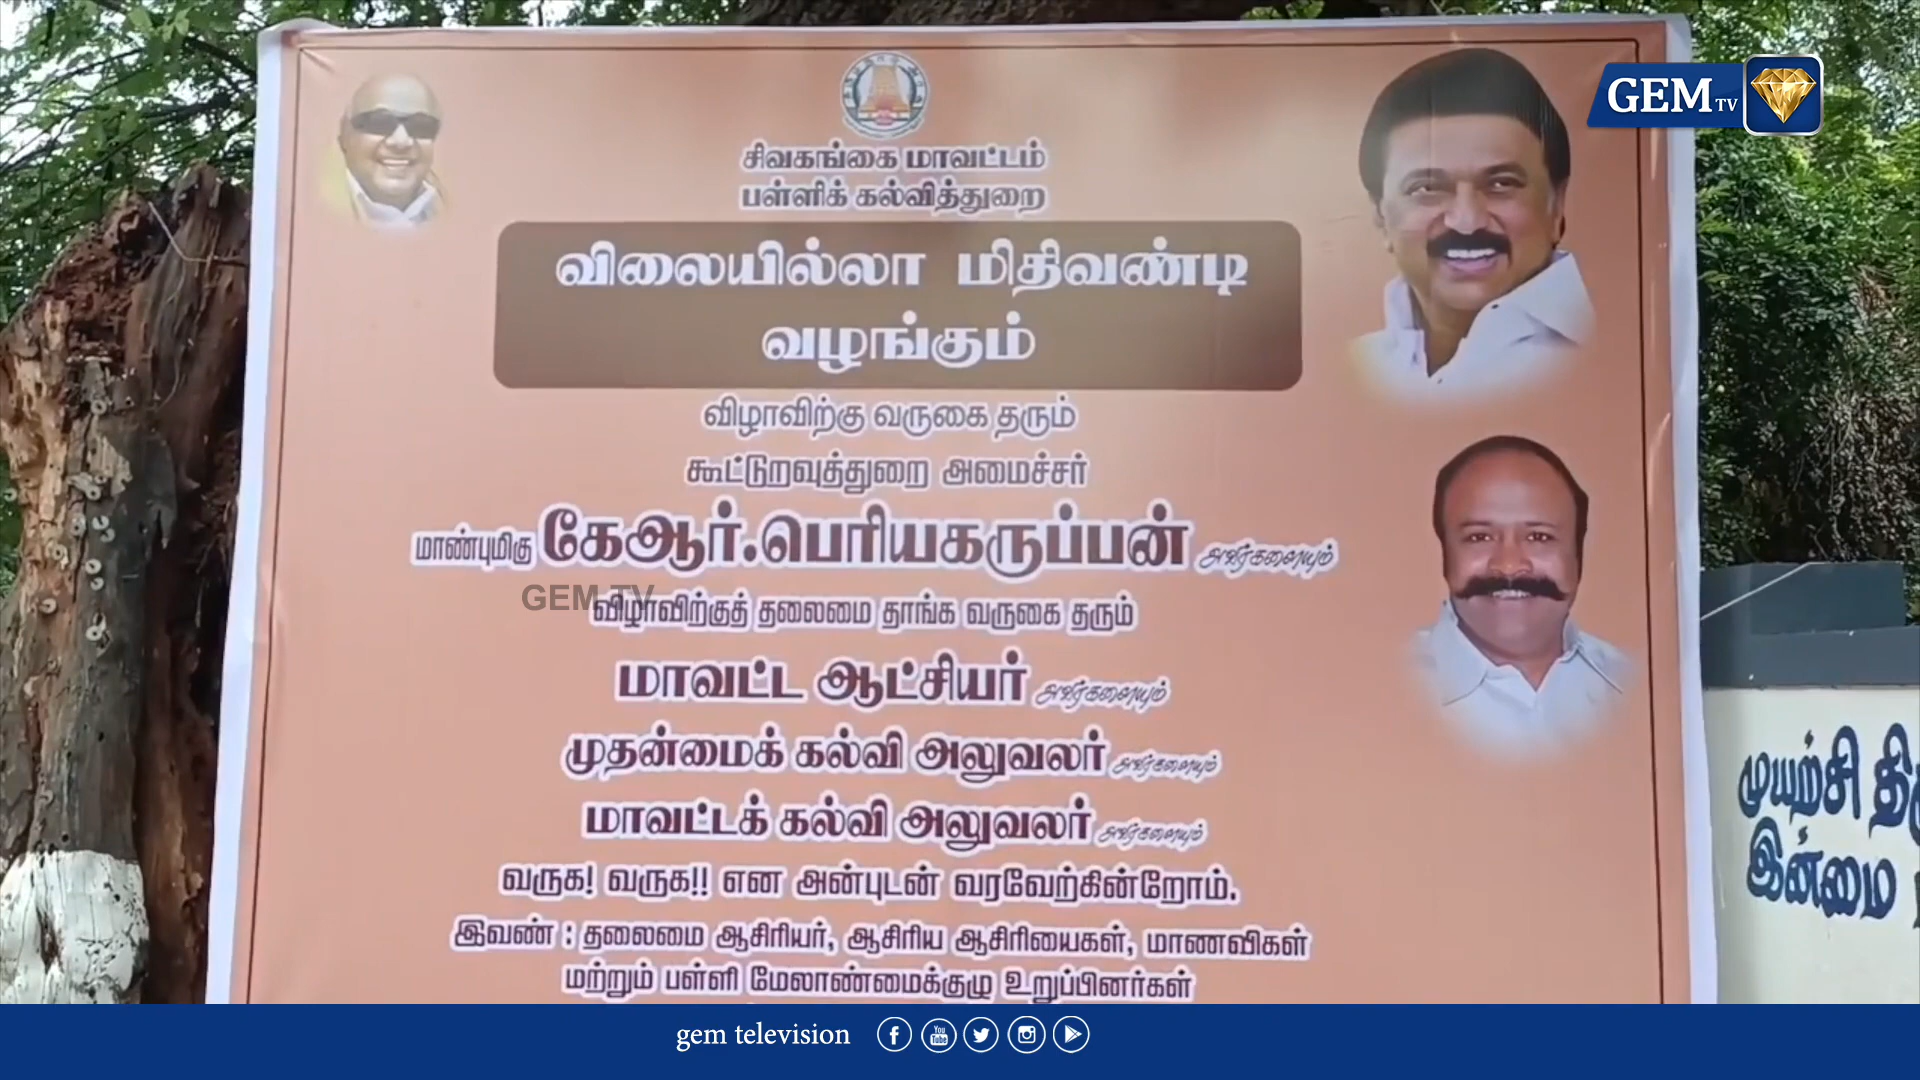 GEM TV
சிவகங்கை மாவட்டம்
பள்ளிக் கல்வித்துறை
விலையில்லா மிதிவண்டி
வழங்கும்
விழாவிற்கு வருகை தரும்
கூட்டுறவுத்துறை அமைச்சர்
மாண்புமிகு கேஆர்.பெரியகருப்பன் அவர்களையும்
GEM TV
விழாவிற்குத் தலைமை தாங்க வருகை தரும்
மாவட்ட ஆட்சியர் அவர்களையும்
முதன்மைக் கல்வி அலுவலர் அவர்களையும்
மாவட்டக் கல்வி அலுவலர் அவர்களையும்
வருக! வருக!! என அன்புடன் வரவேற்கின்றோம்.
இவண் : தலைமை ஆசிரியர், ஆசிரிய ஆசிரியைகள், மாணவிகள்
மற்றும் பள்ளி மேலாண்மைக்குழு உறுப்பினர்கள்
முயற்சி தி
இன்மை
gem television